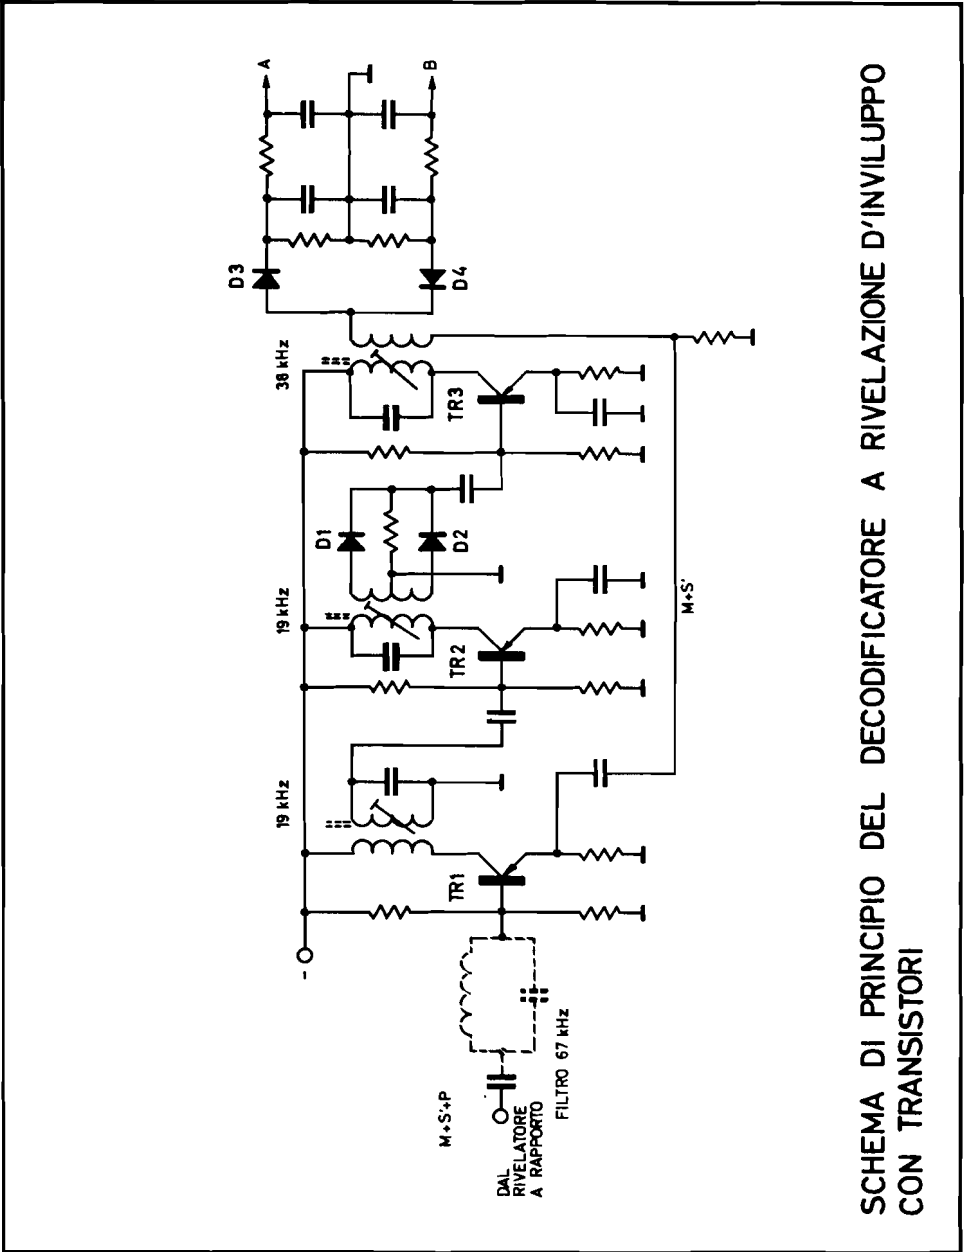 M+S'+P
DAL
RIVELATORE
A RAPPORTO
FILTRO 67 kHz
-
TR1
19 kHz
TR2
19 kHz
D1
D2
TR3
38 kHz
D3
D4
A
B
M+S'
SCHEMA DI PRINCIPIO DEL DECODIFICATORE A RIVELAZIONE D'INVILUPPO
CON TRANSISTORI